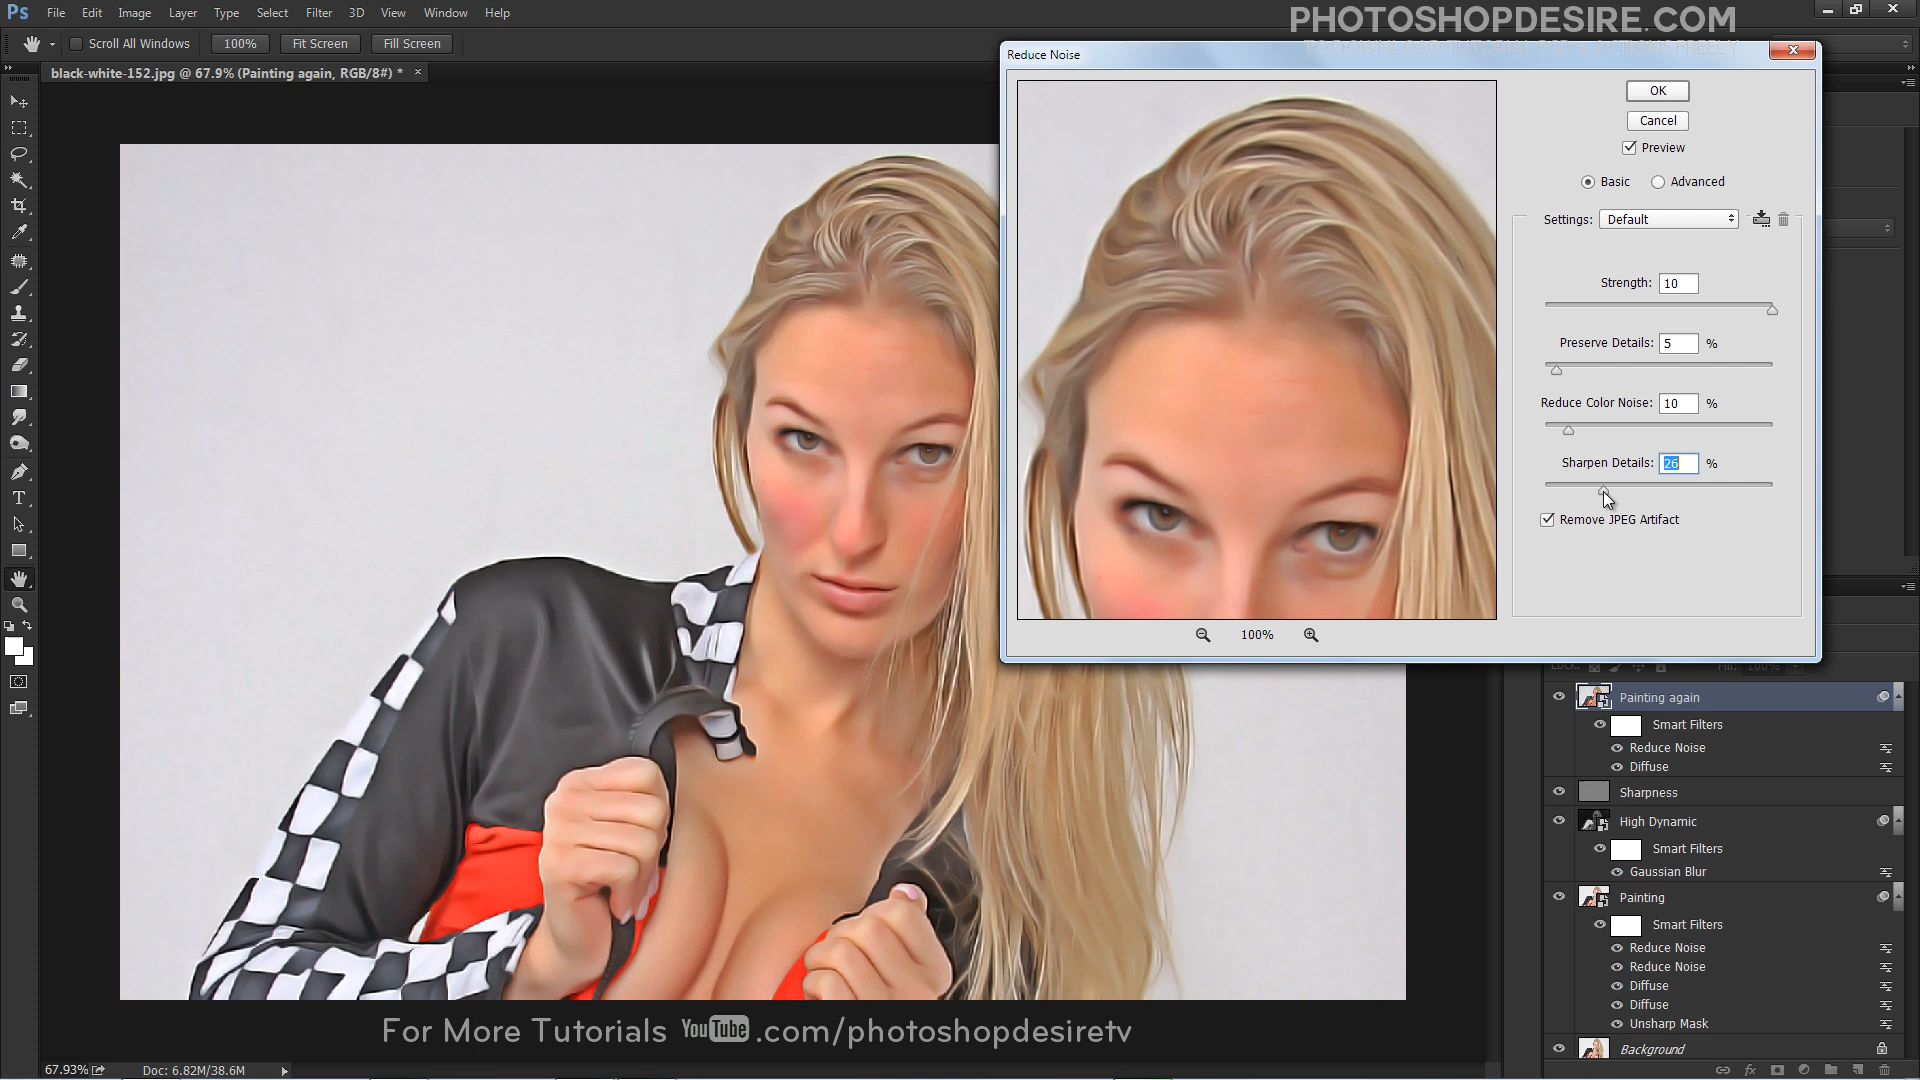 Ps File Edit Image Layer Type Select Filter 3D View Window Help
PHOTOSHOPDESIRE.COM
Scroll All Windows 100% Fit Screen Fill Screen
black-white-152.jpg @ 67.9% (Painting again, RGB/8#) * ×
Reduce Noise
OK
Cancel
Preview
Basic Advanced
Settings: Default
Strength: 10
Preserve Details: 5 %
Reduce Color Noise: 10 %
Sharpen Details: 26 %
Remove JPEG Artifact
100%
Lock: Fill: 100%
Painting again
Smart Filters
Reduce Noise
Diffuse
Sharpness
High Dynamic
Smart Filters
Gaussian Blur
Painting
Smart Filters
Reduce Noise
Reduce Noise
Diffuse
Diffuse
Unsharp Mask
Background
For More Tutorials YouTube .com/photoshopdesiretv
67.93% Doc: 6.82M/38.6M